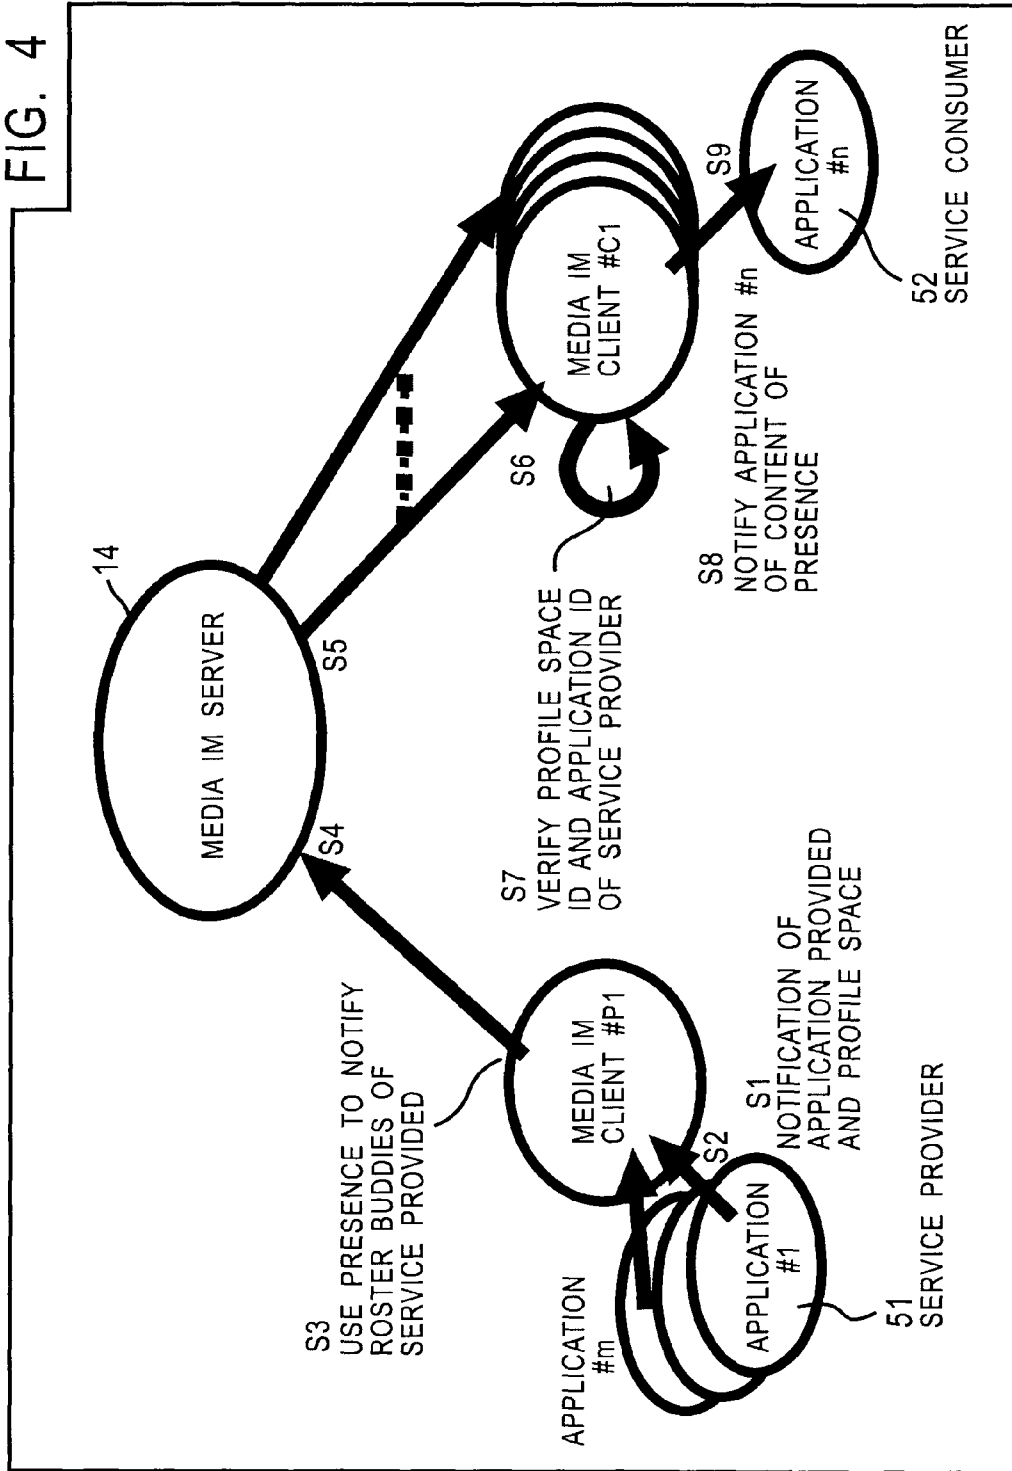 FIG. 4
14
MEDIA IM SERVER
S4
S5
S3
USE PRESENCE TO NOTIFY
ROSTER BUDDIES OF
SERVICE PROVIDED
MEDIA IM
CLIENT #P1
S7
VERIFY PROFILE SPACE
ID AND APPLICATION ID
OF SERVICE PROVIDER
S6
MEDIA IM
CLIENT #C1
APPLICATION
#m
S2
APPLICATION
#1
S1
NOTIFICATION OF
APPLICATION PROVIDED
AND PROFILE SPACE
51
SERVICE PROVIDER
S8
NOTIFY APPLICATION #n
OF CONTENT OF
PRESENCE
S9
APPLICATION
#n
52
SERVICE CONSUMER